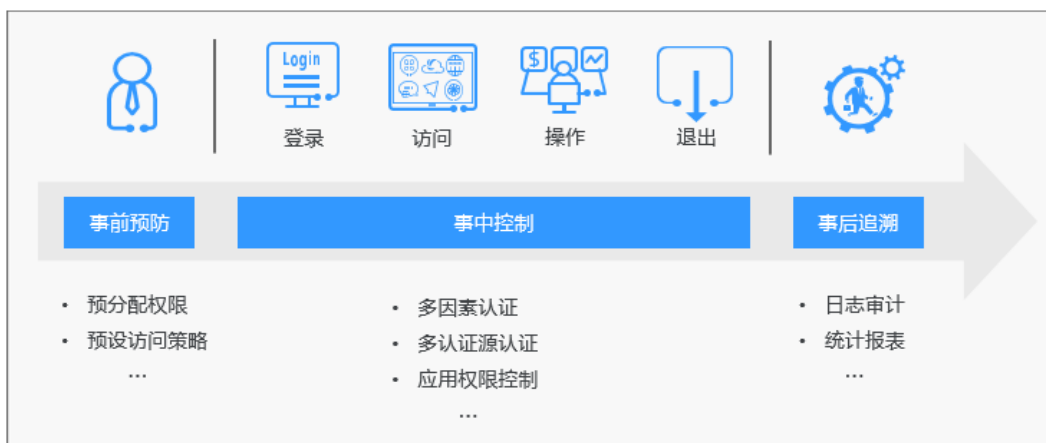 Login
$
登录
访问
操作
退出
事前预防
事中控制
事后追溯
• 预分配权限
• 预设访问策略
...
• 多因素认证
• 多认证源认证
• 应用权限控制
...
• 日志审计
• 统计报表
...